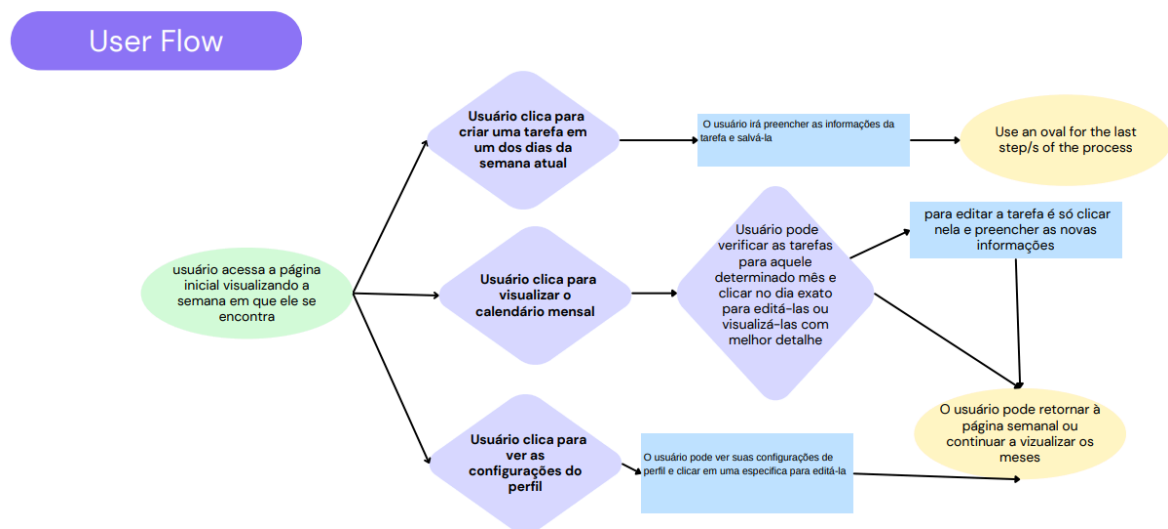 User Flow
Usuário clica para
criar uma tarefa em
um dos dias da
semana atual
O usuário irá preencher as informações da
tarefa e salvá-la
Use an oval for the last
step/s of the process
usuário acessa a página
inicial visualizando a
semana em que ele se
encontra
Usuário clica para
visualizar o
calendário mensal
Usuário pode
verificar as tarefas
para aquele
determinado mês e
clicar no dia exato
para editá-las ou
visualizá-las com
melhor detalhe
para editar a tarefa é só clicar
nela e preencher as novas
informações
O usuário pode retornar à
página semanal ou
continuar a vizualizar os
meses
Usuário clica para
ver as
configurações do
perfil
O usuário pode ver suas configurações de
perfil e clicar em uma especifica para editá-la